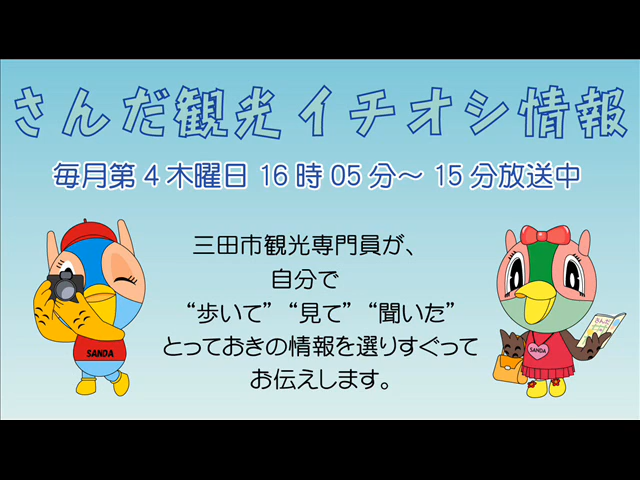 さんだ観光イチオシ情報
毎月第4木曜日 16時05分～15分放送中
三田市観光専門員が、
自分で
“歩いて”“見て”“聞いた”
とっておきの情報を選りすぐって
お伝えします。
SANDA
SANDA